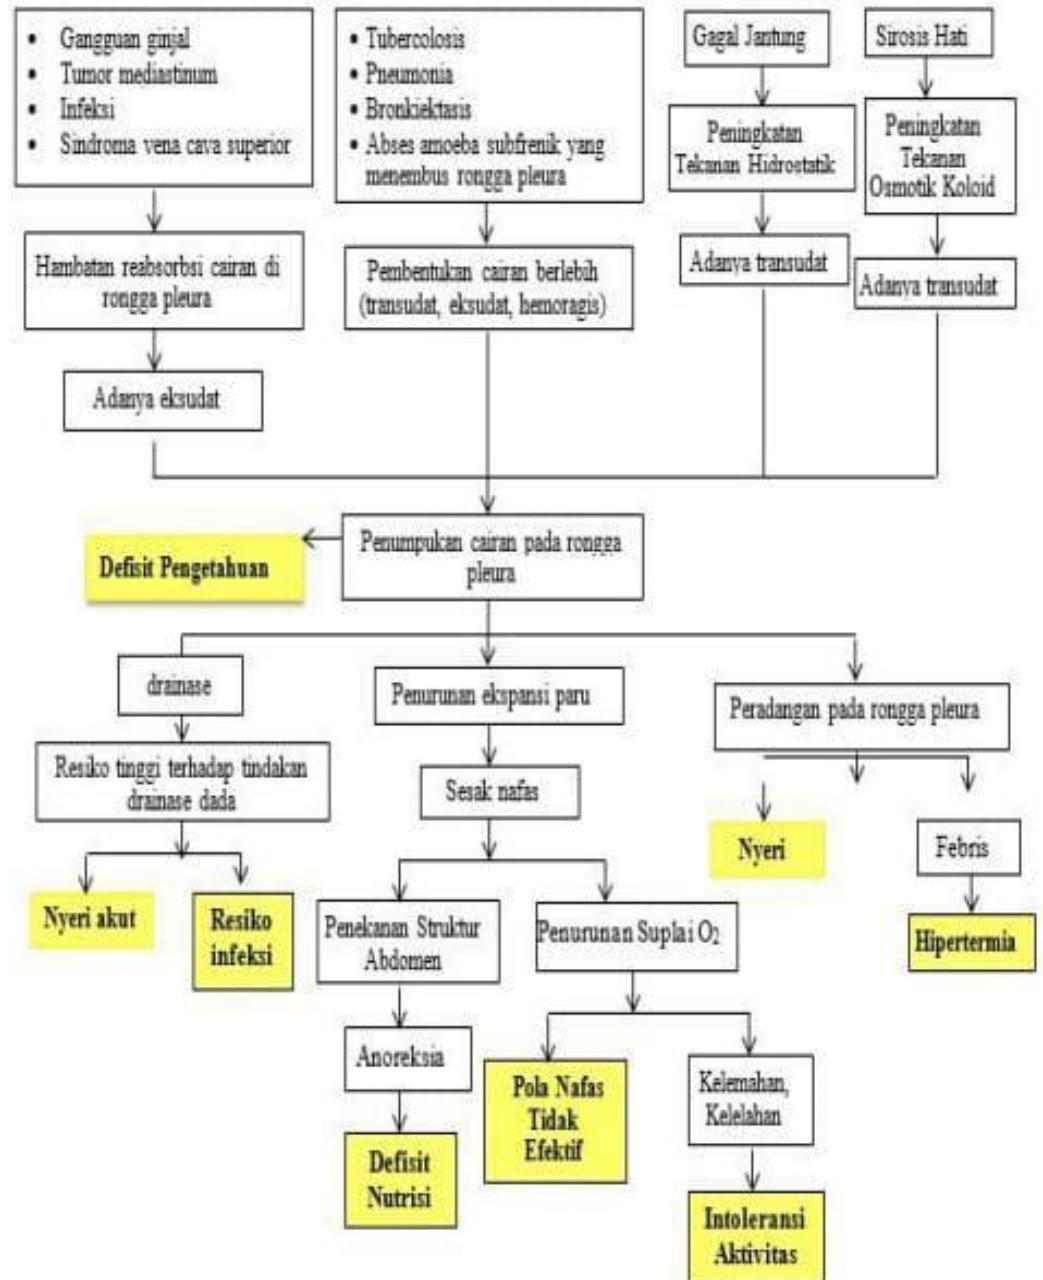 • Gangguan ginjal
• Tumor mediastinum
• Infeksi
• Sindroma vena cava superior
• Tubercolosis
• Pneumonia
• Bronkiektasis
• Abses amoeba subfrenik yang
menembus rongga pleura
Gagal Jantung
Sirosis Hati
Peningkatan
Tekanan Hidrostatik
Peningkatan
Tekanan
Osmotik Koloid
Hambatan reabsorbsi cairan di
rongga pleura
Pembentukan cairan berlebih
(transudat, eksudat, hemoragis)
Adanya transudat
Adanya transudat
Adanya eksudat
Defisit Pengetahuan
Penumpukan cairan pada rongga
pleura
drainase
Penurunan ekspansi paru
Peradangan pada rongga pleura
Resiko tinggi terhadap tindakan
drainase dada
Sesak nafas
Nyeri
Febris
Nyeri akut
Resiko
infeksi
Penekanan Struktur
Abdomen
Penurunan Suplai O₂
Hipertermia
Anoreksia
Pola Nafas
Tidak
Efektif
Kelemahan,
Kelelahan
Defisit
Nutrisi
Intoleransi
Aktivitas